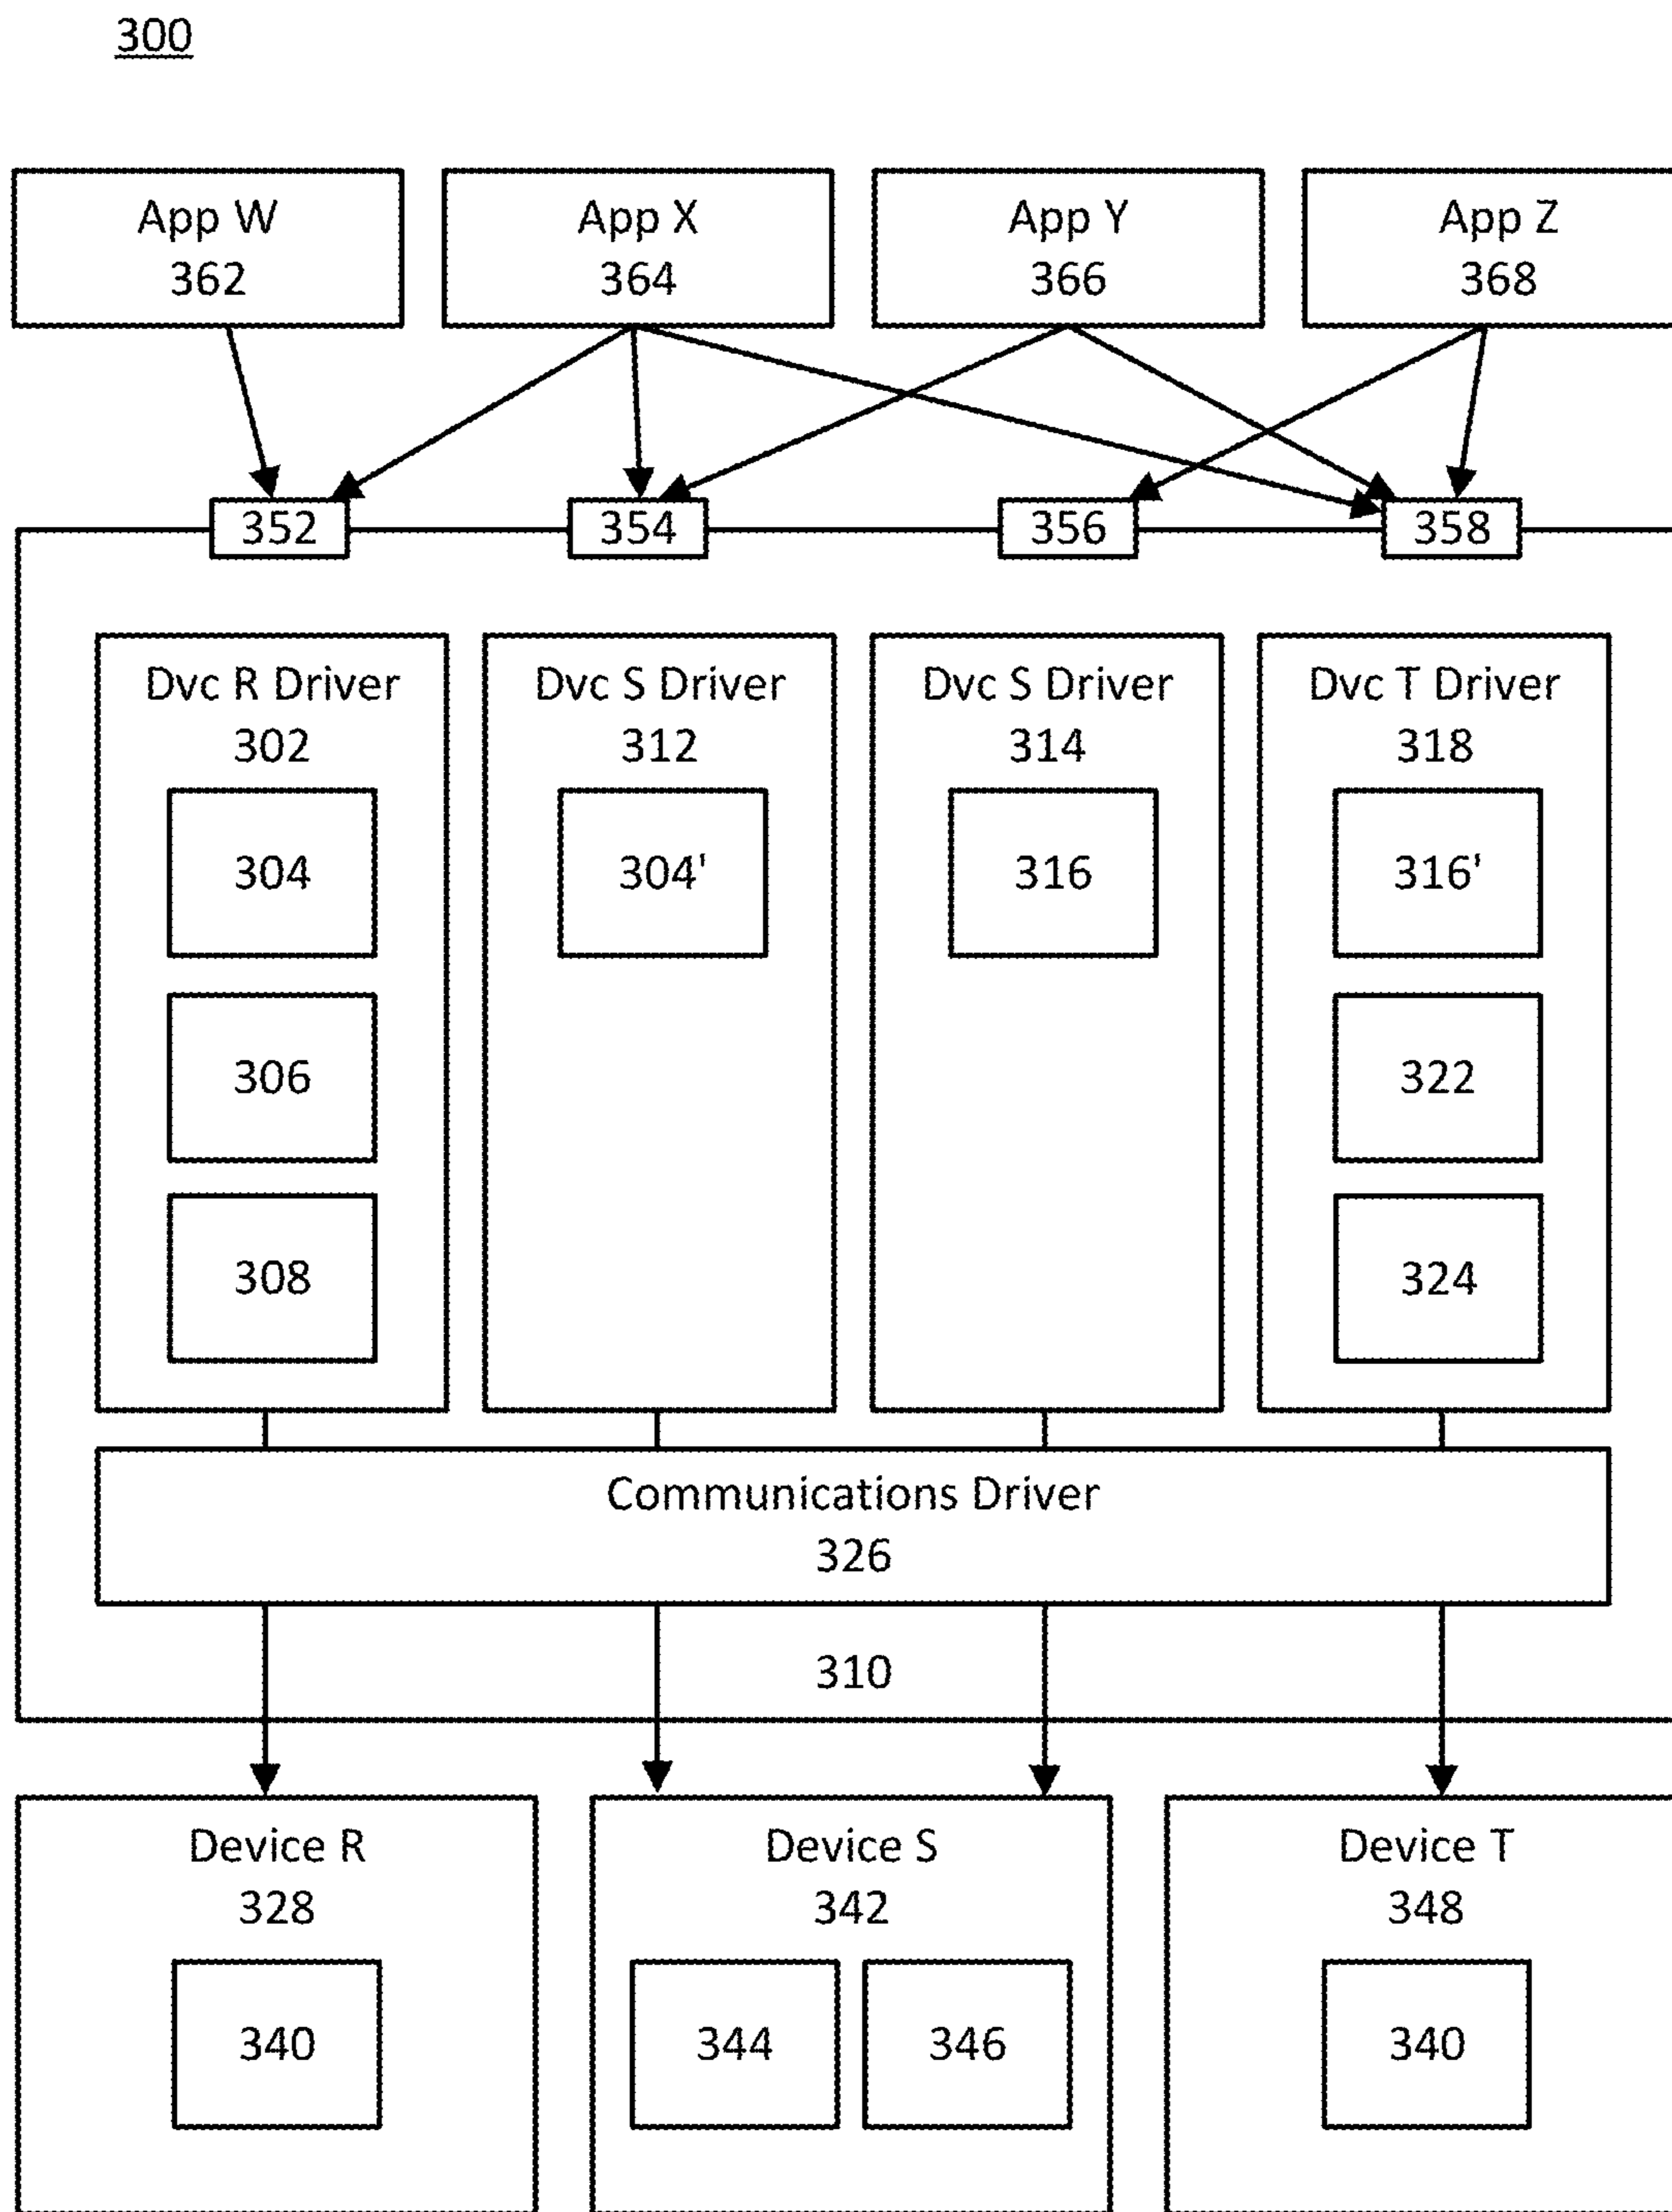 300
App W
362
App X
364
App Y
366
App Z
368
352
354
356
358
Dvc R Driver
302
304
306
308
Dvc S Driver
312
304'
Dvc S Driver
314
316
Dvc T Driver
318
316'
322
324
Communications Driver
326
310
Device R
328
340
Device S
342
344
346
Device T
348
340